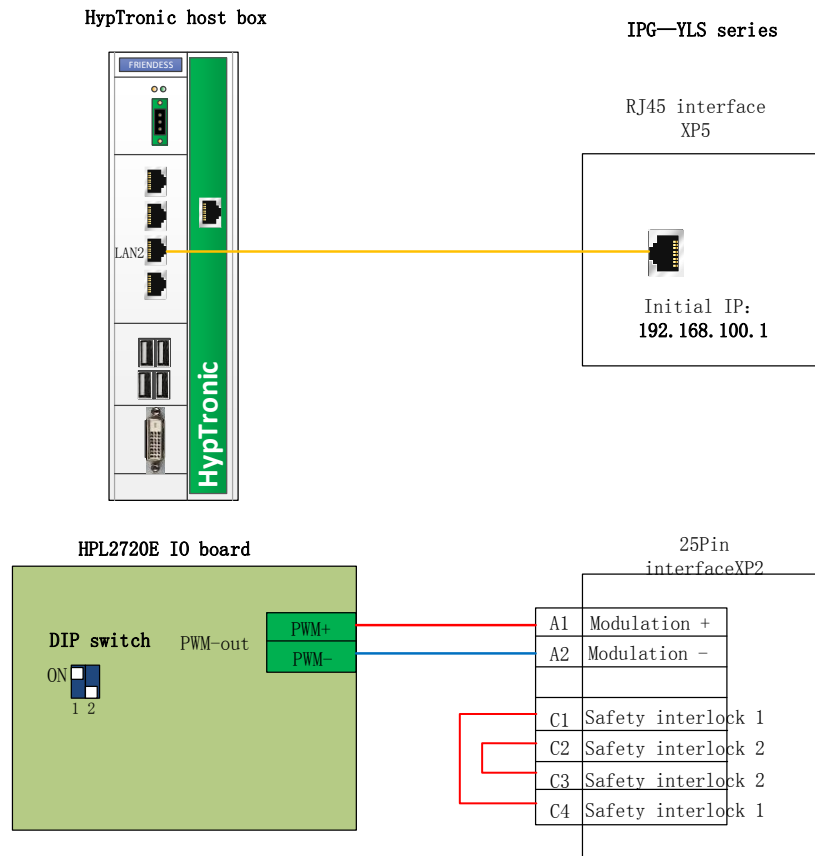 HypTronic host box
IPG—YLS series
FRIENDESS
RJ45 interface
XP5
LAN2
Initial IP:
192.168.100.1
HypTronic
HPL2720E IO board
25Pin
interfaceXP2
DIP switch
ON
1 2
PWM-out
PWM+
PWM-
A1 Modulation +
A2 Modulation -
C1 Safety interlock 1
C2 Safety interlock 2
C3 Safety interlock 2
C4 Safety interlock 1